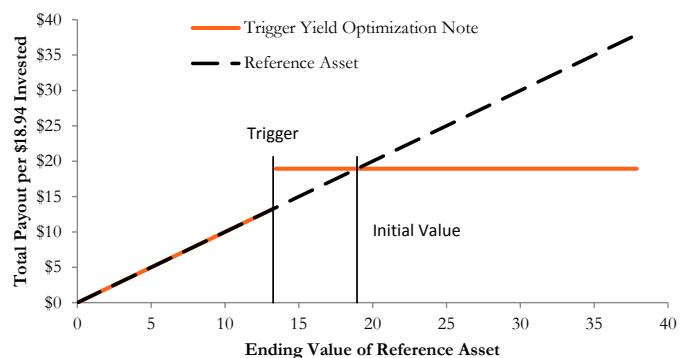 Trigger Yield Optimization Note
Reference Asset
Total Payout per $18.94 Invested
$40
$35
$30
$25
$20
$15
$10
$5
$0
Trigger
Initial Value
0 5 10 15 20 25 30 35 40
Ending Value of Reference Asset